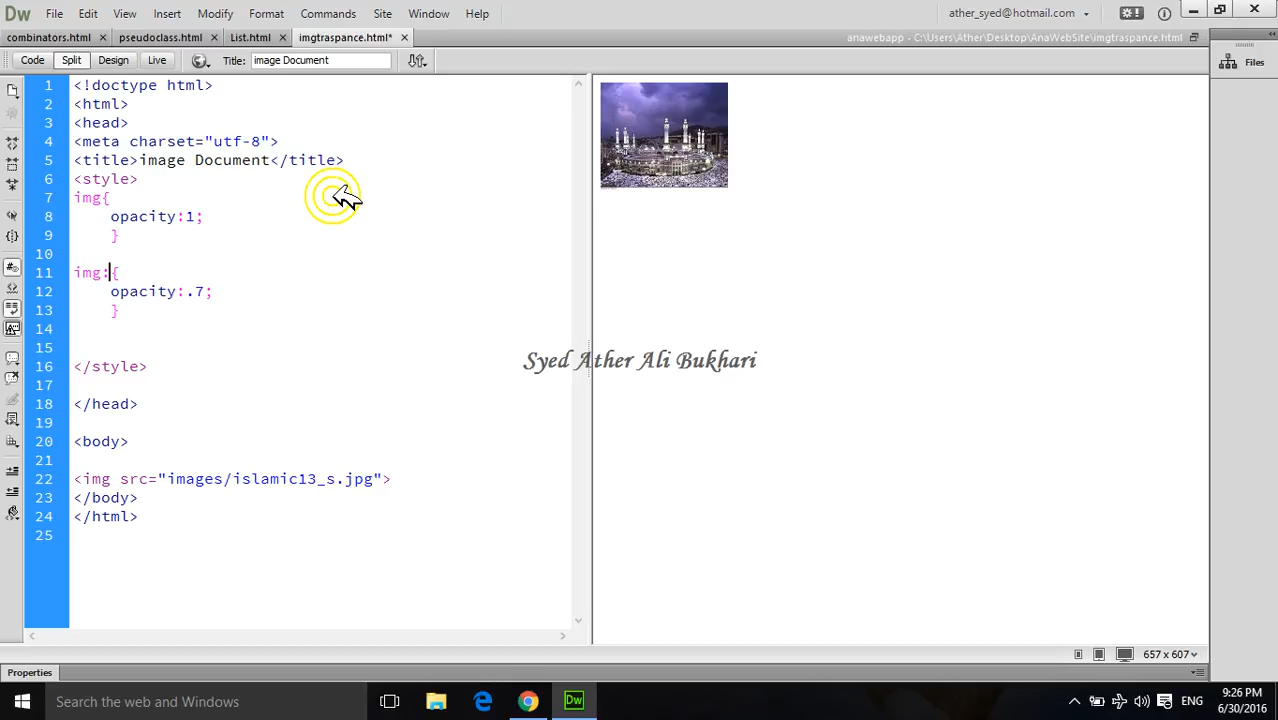 Dw File Edit View Insert Modify Format Commands Site Window Help ather_syed@hotmail.com
combinators.html × pseudoclass.html × List.html × imgtraspance.html* × anawebapp - C:\Users\Ather\Desktop\AnaWebSite\imgtraspance.html
Code Split Design Live Title: image Document
Files
1 <!doctype html>
2 <html>
3 <head>
4 <meta charset="utf-8">
5 <title>image Document</title>
6 <style>
7 img{
8 opacity:1;
9 }
10
11 img:{
12 opacity:.7;
13 }
14
15
16 </style>
17
18 </head>
19
20 <body>
21
22 <img src="images/islamic13_s.jpg">
23 </body>
24 </html>
25
Syed Ather Ali Bukhari
657 x 607
Properties
Search the web and Windows
Dw
ENG
9:26 PM
6/30/2016